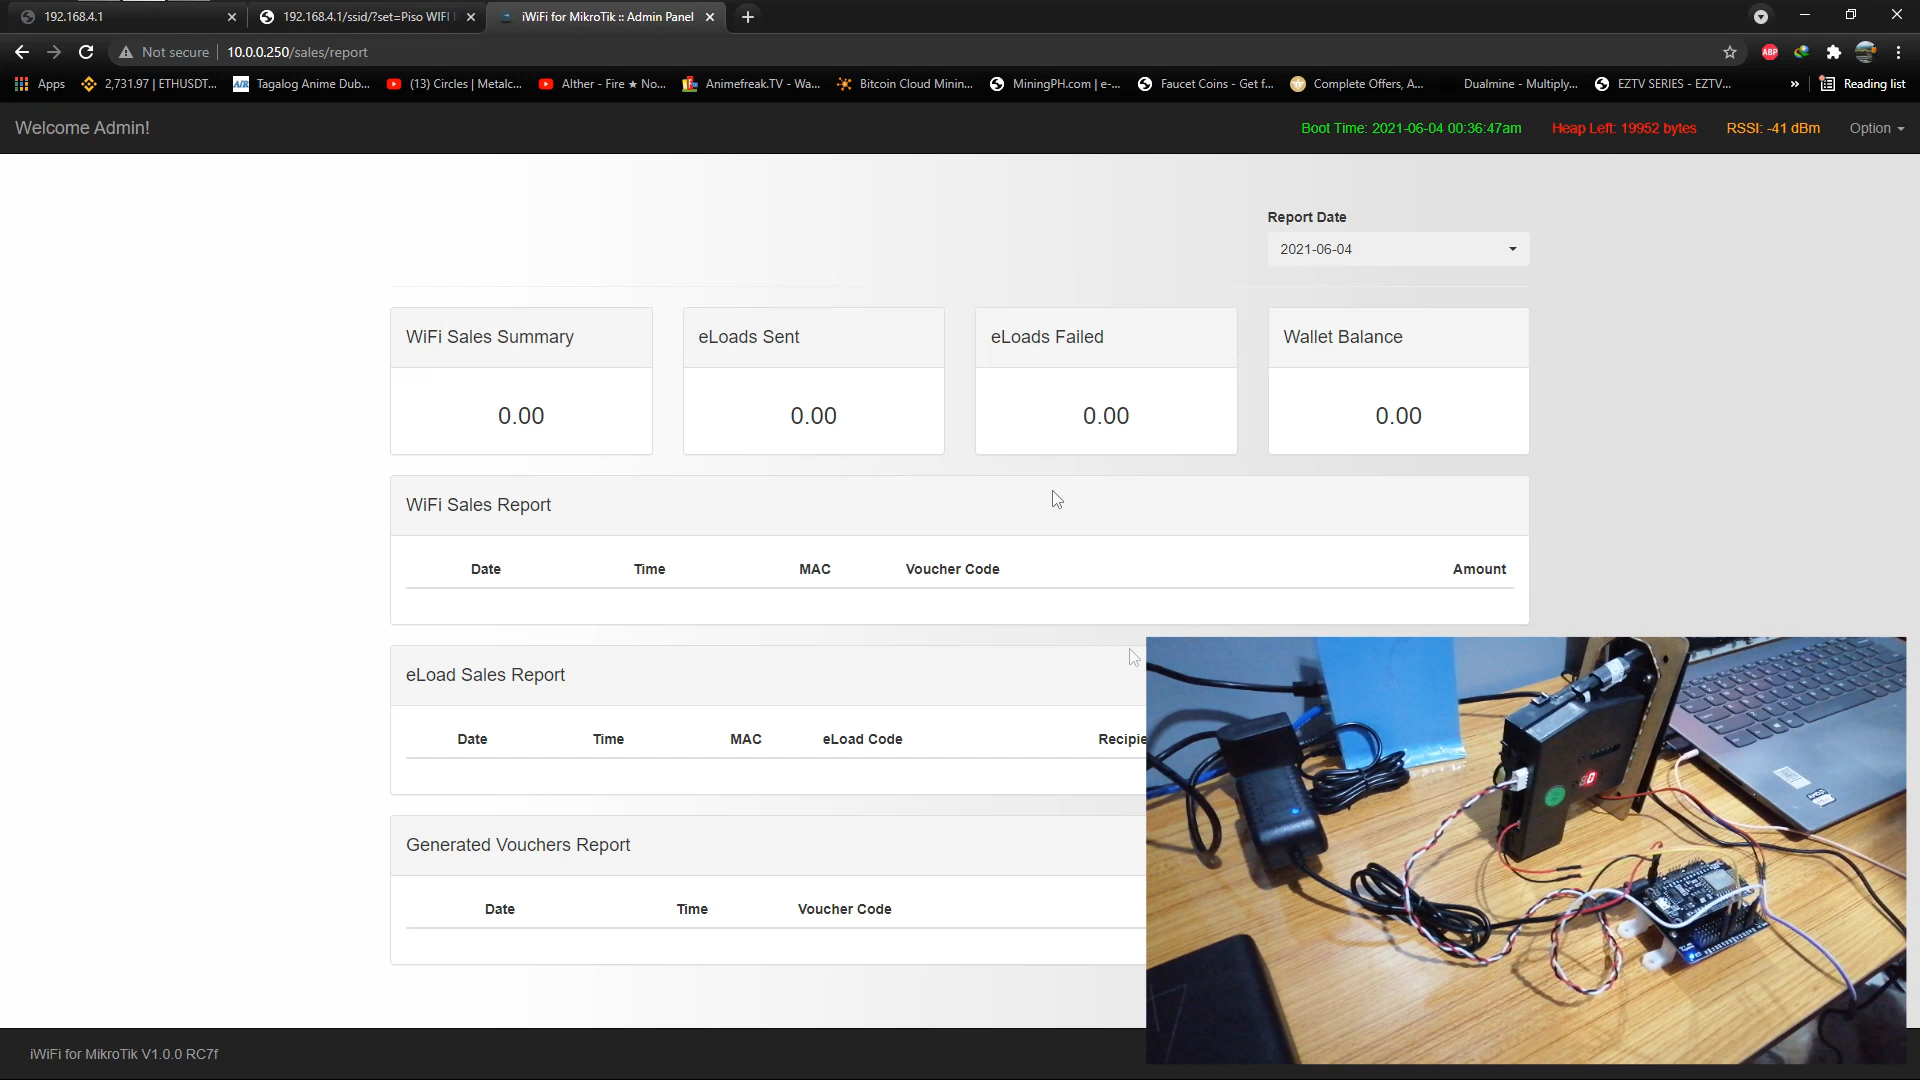 192.168.4.1
192.168.4.1/ssid/?set=Piso WIFI
iWiFi for MikroTik :: Admin Panel
Not secure
10.0.0.250/sales/report
ABP
Apps
2,731.97 | ETHUSDT...
Tagalog Anime Dub...
(13) Circles | Metalc...
Alther - Fire ★ No...
Animefreak.TV - Wa...
Bitcoin Cloud Minin...
MiningPH.com | e-...
Faucet Coins - Get f...
Complete Offers, A...
Dualmine - Multiply...
EZTV SERIES - EZTV...
»
Reading list
Welcome Admin!
Boot Time: 2021-06-04 00:36:47am
Heap Left: 19952 bytes
RSSI: -41 dBm
Option
Report Date
2021-06-04
WiFi Sales Summary
eLoads Sent
eLoads Failed
Wallet Balance
0.00
0.00
0.00
0.00
WiFi Sales Report
Date
Time
MAC
Voucher Code
Amount
eLoad Sales Report
Date
Time
MAC
eLoad Code
Recipie
Generated Vouchers Report
Date
Time
Voucher Code
iWiFi for MikroTik V1.0.0 RC7f